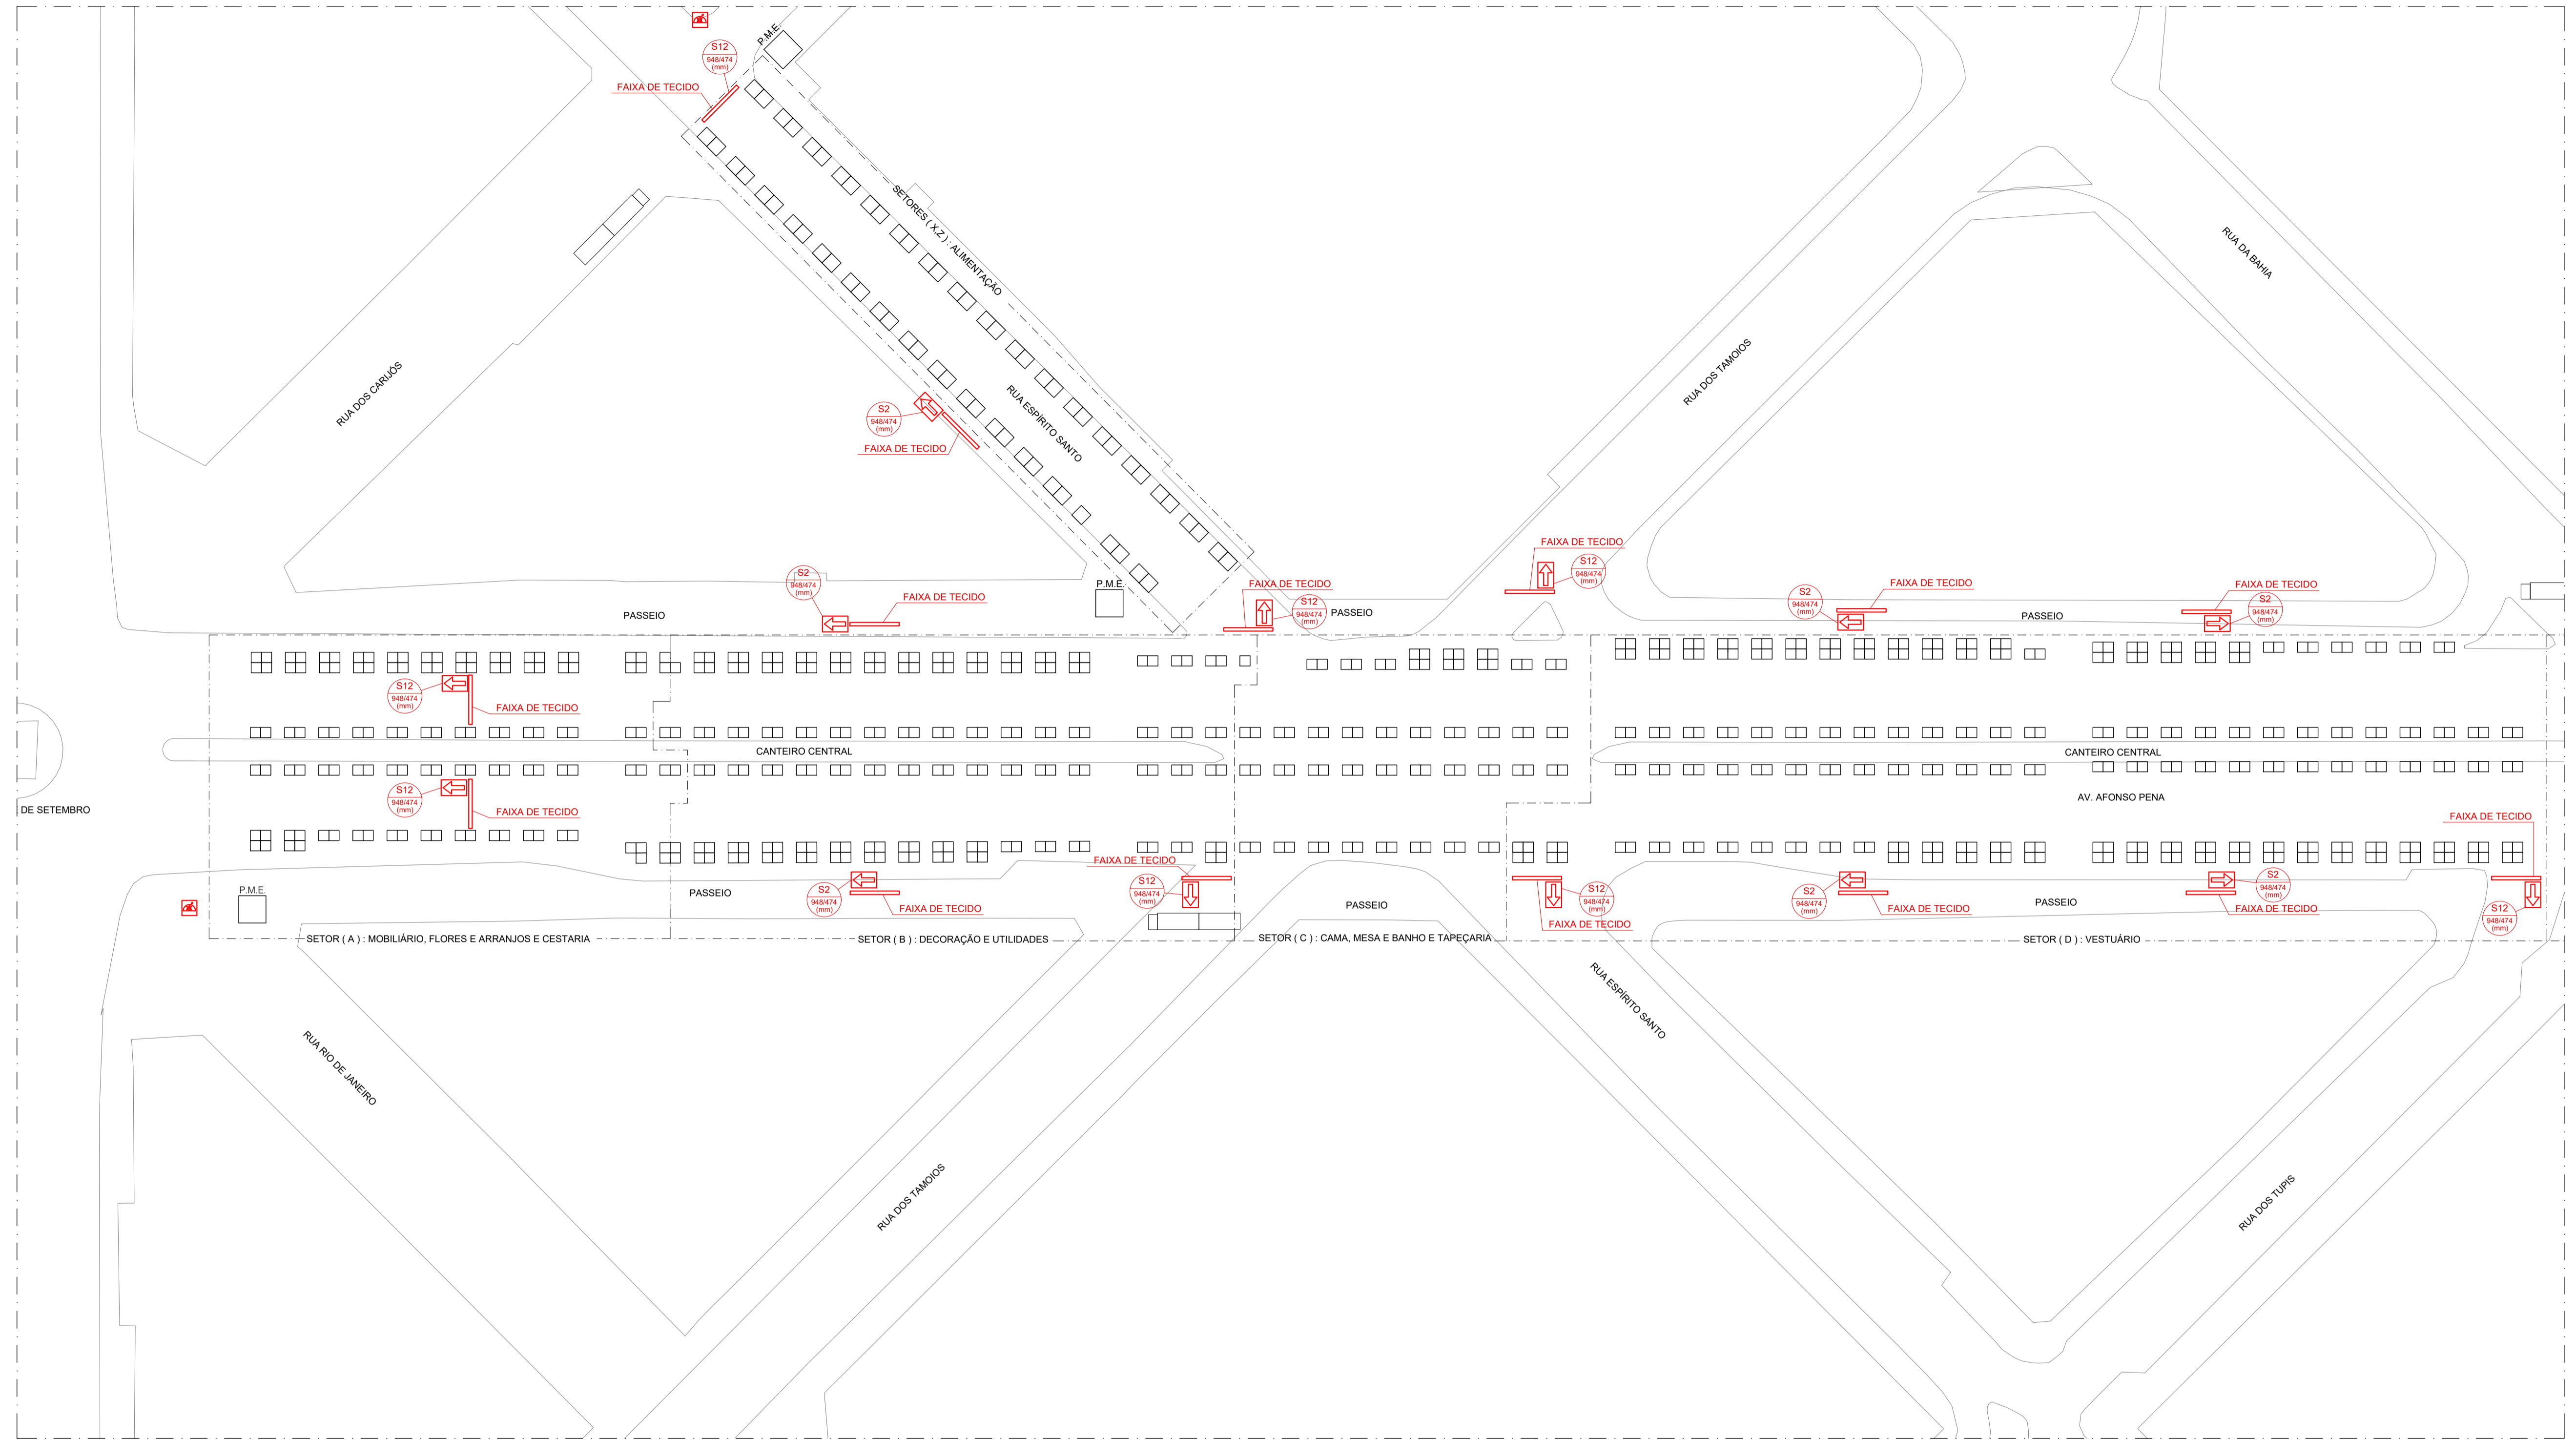 P.M.E.
S12
948/474
(mm)
FAIXA DE TECIDO
SETORES ( X,Z ) : ALIMENTAÇÃO
RUA DA BAHIA
RUA DOS CARIJÓS
RUA DOS TAMOIOS
RUA ESPÍRITO SANTO
S2
948/474
(mm)
FAIXA DE TECIDO
FAIXA DE TECIDO
S12
948/474
(mm)
S2
948/474
(mm)
FAIXA DE TECIDO
P.M.E.
FAIXA DE TECIDO
S12
948/474
(mm)
PASSEIO
PASSEIO
S2
948/474
(mm)
FAIXA DE TECIDO
PASSEIO
FAIXA DE TECIDO
S2
948/474
(mm)
S12
948/474
(mm)
FAIXA DE TECIDO
CANTEIRO CENTRAL
CANTEIRO CENTRAL
S12
948/474
(mm)
FAIXA DE TECIDO
DE SETEMBRO
AV. AFONSO PENA
FAIXA DE TECIDO
P.M.E.
PASSEIO
S2
948/474
(mm)
FAIXA DE TECIDO
FAIXA DE TECIDO
S12
948/474
(mm)
PASSEIO
S12
948/474
(mm)
FAIXA DE TECIDO
S2
948/474
(mm)
FAIXA DE TECIDO
PASSEIO
S2
948/474
(mm)
FAIXA DE TECIDO
S12
948/474
(mm)
SETOR ( A ) : MOBILIÁRIO, FLORES E ARRANJOS E CESTARIA
SETOR ( B ) : DECORAÇÃO E UTILIDADES
SETOR ( C ) : CAMA, MESA E BANHO E TAPEÇARIA
SETOR ( D ) : VESTUÁRIO
RUA ESPÍRITO SANTO
RUA RIO DE JANEIRO
RUA DOS TAMOIOS
RUA DOS TUPIS